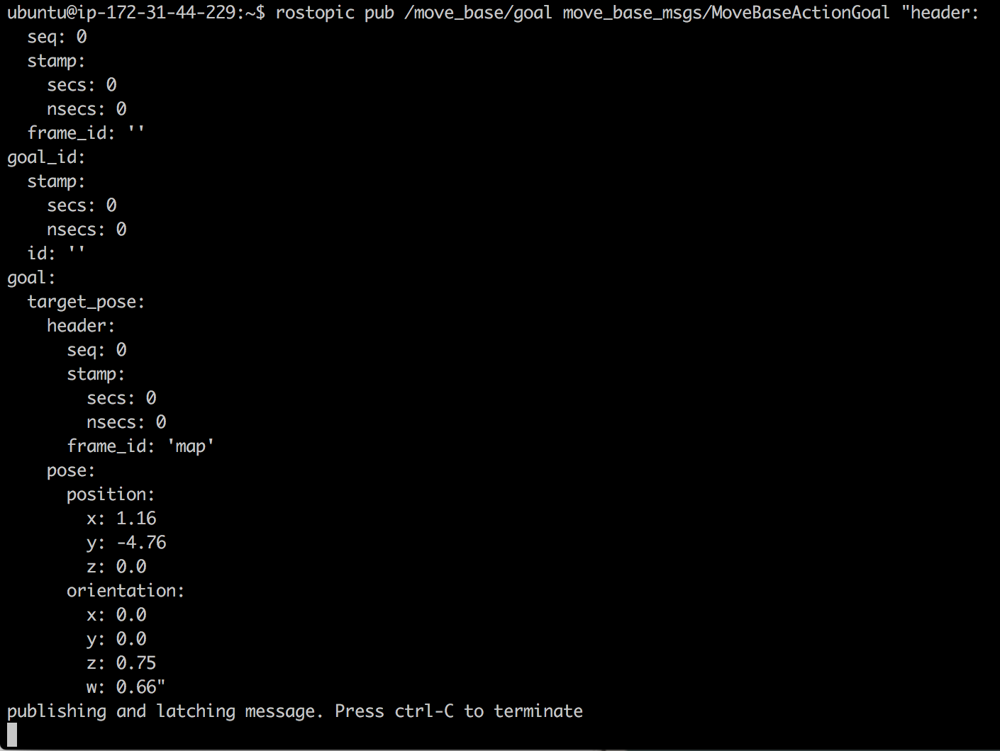 ubuntu@ip-172-31-44-229:~$ rostopic pub /move_base/goal move_base_msgs/MoveBaseActionGoal "header:
  seq: 0
  stamp:
    secs: 0
    nsecs: 0
  frame_id: ''
goal_id:
  stamp:
    secs: 0
    nsecs: 0
  id: ''
goal:
  target_pose:
    header:
      seq: 0
      stamp:
        secs: 0
        nsecs: 0
      frame_id: 'map'
    pose:
      position:
        x: 1.16
        y: -4.76
        z: 0.0
      orientation:
        x: 0.0
        y: 0.0
        z: 0.75
        w: 0.66"
publishing and latching message. Press ctrl-C to terminate